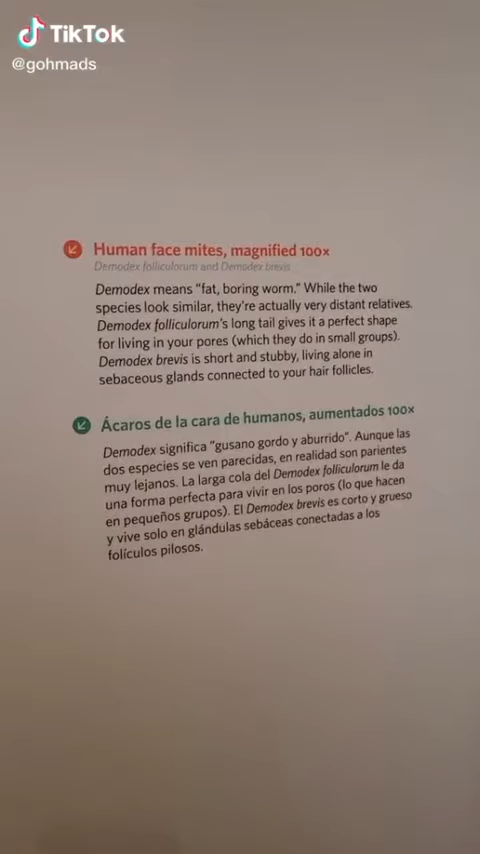 TikTok
@gohmads
Human face mites, magnified 100x
Demodex folliculorum and Demodex brevis
Demodex means “fat, boring worm.” While the two
species look similar, they're actually very distant relatives.
Demodex folliculorum's long tail gives it a perfect shape
for living in your pores (which they do in small groups).
Demodex brevis is short and stubby, living alone in
sebaceous glands connected to your hair follicles.
Ácaros de la cara de humanos, aumentados 100x
Demodex significa “gusano gordo y aburrido”. Aunque las
dos especies se ven parecidas, en realidad son parientes
muy lejanos. La larga cola del Demodex folliculorum le da
una forma perfecta para vivir en los poros (lo que hacen
en pequeños grupos). El Demodex brevis es corto y grueso
y vive solo en glándulas sebáceas conectadas a los
folículos pilosos.